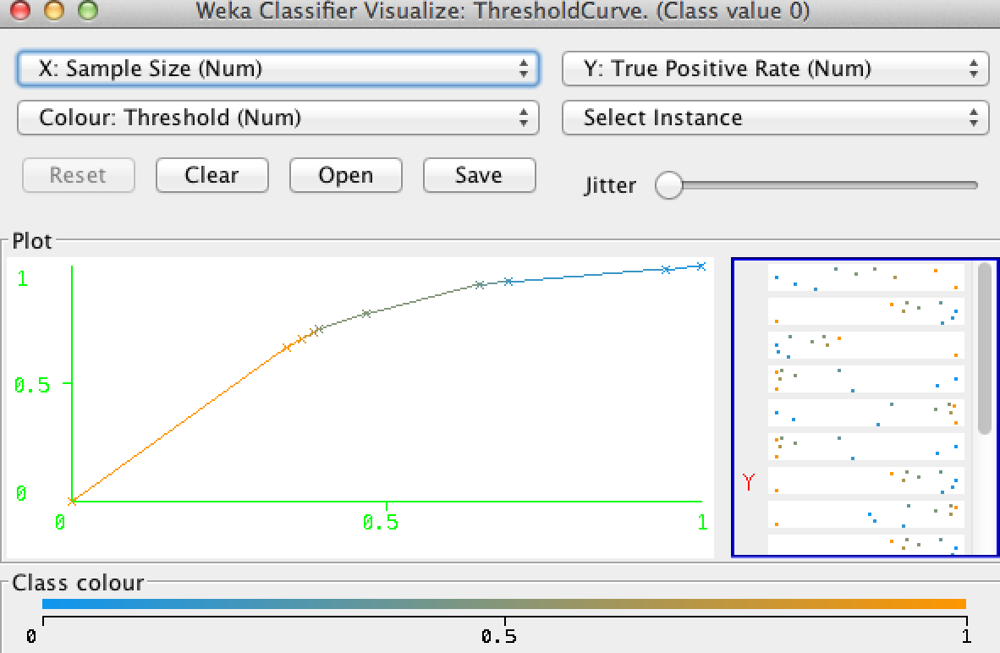 Weka Classifier Visualize: ThresholdCurve. (Class value 0)
X: Sample Size (Num)
Y: True Positive Rate (Num)
Colour: Threshold (Num)
Select Instance
Reset
Clear
Open
Save
Jitter
Plot
1
0.5
0
0
0.5
1
Y
Class colour
0
0.5
1